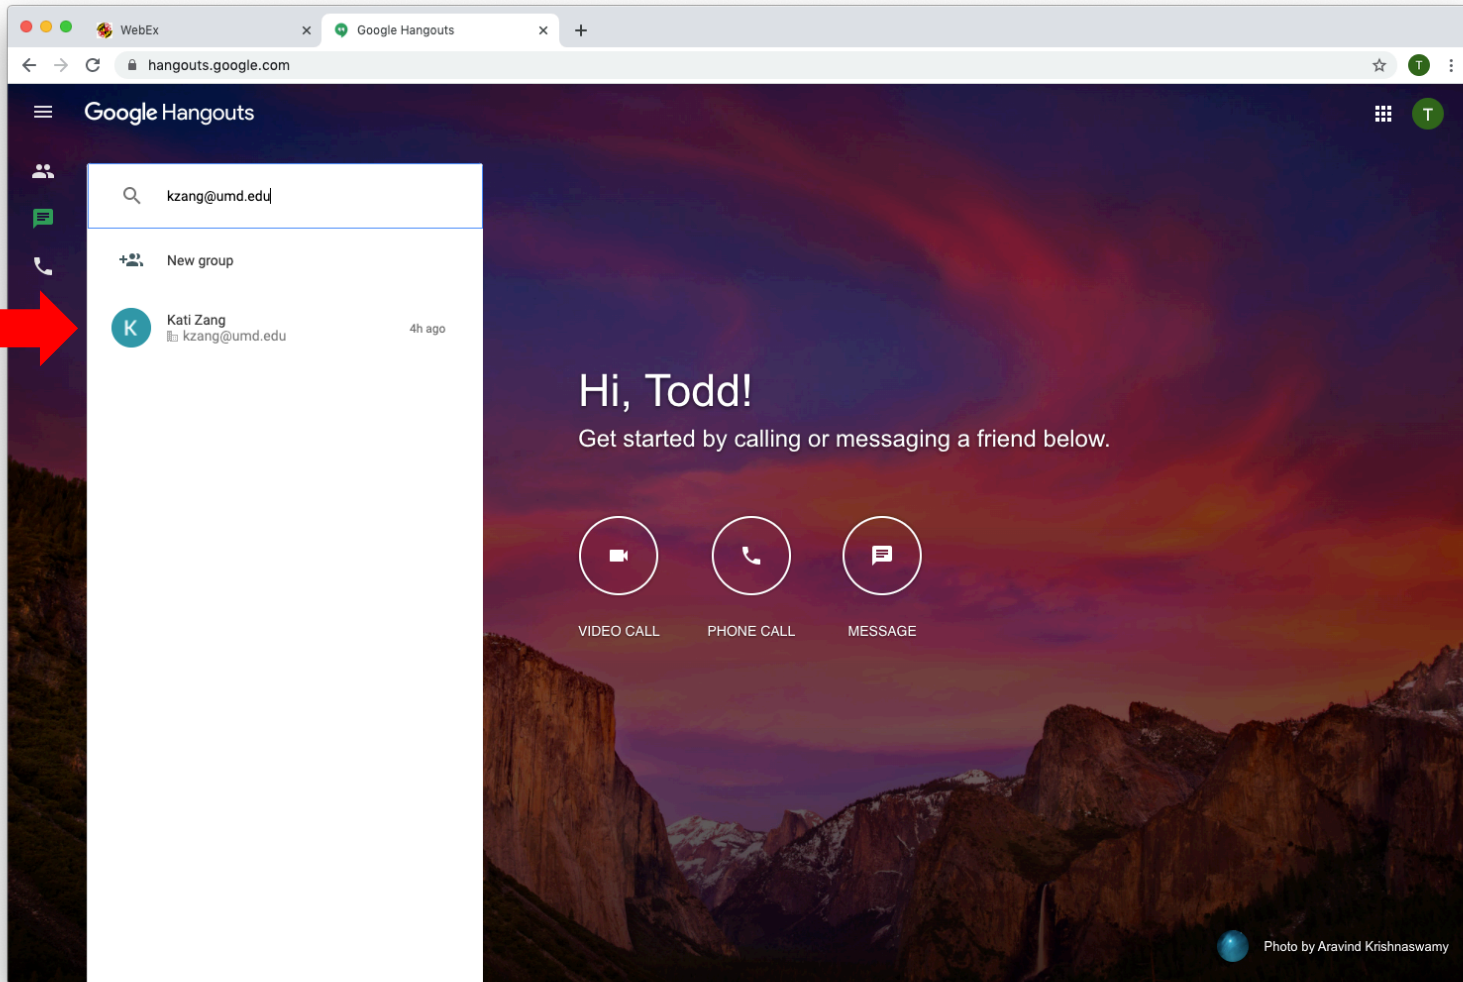 WebEx
Google Hangouts
hangouts.google.com
T
Google Hangouts
T
kzang@umd.edu
New group
K
Kati Zang
kzang@umd.edu
4h ago
Hi, Todd!
Get started by calling or messaging a friend below.
VIDEO CALL
PHONE CALL
MESSAGE
Photo by Aravind Krishnaswamy